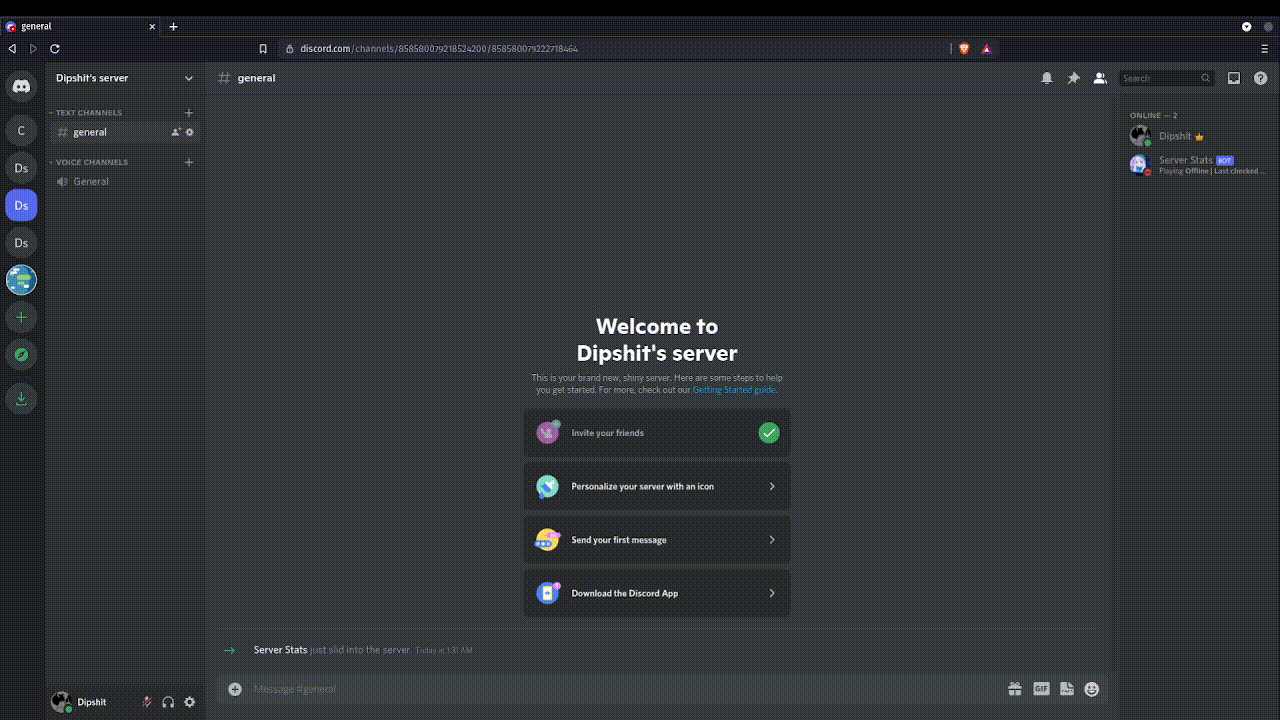 general
discord.com/channels/858580079218524200/858580079222718464
Dipshit's server
general
Search
TEXT CHANNELS
general
VOICE CHANNELS
General
C
Ds
Ds
Ds
Welcome to
Dipshit's server
This is your brand new, shiny server. Here are some steps to help
you get started. For more, check out our Getting Started guide.
Invite your friends
Personalize your server with an icon
Send your first message
Download the Discord App
Server Stats just slid into the server. Today at 1:31 AM
Message #general
GIF
Dipshit
ONLINE — 2
Dipshit
Server Stats BOT
Playing Offline | Last checked ...